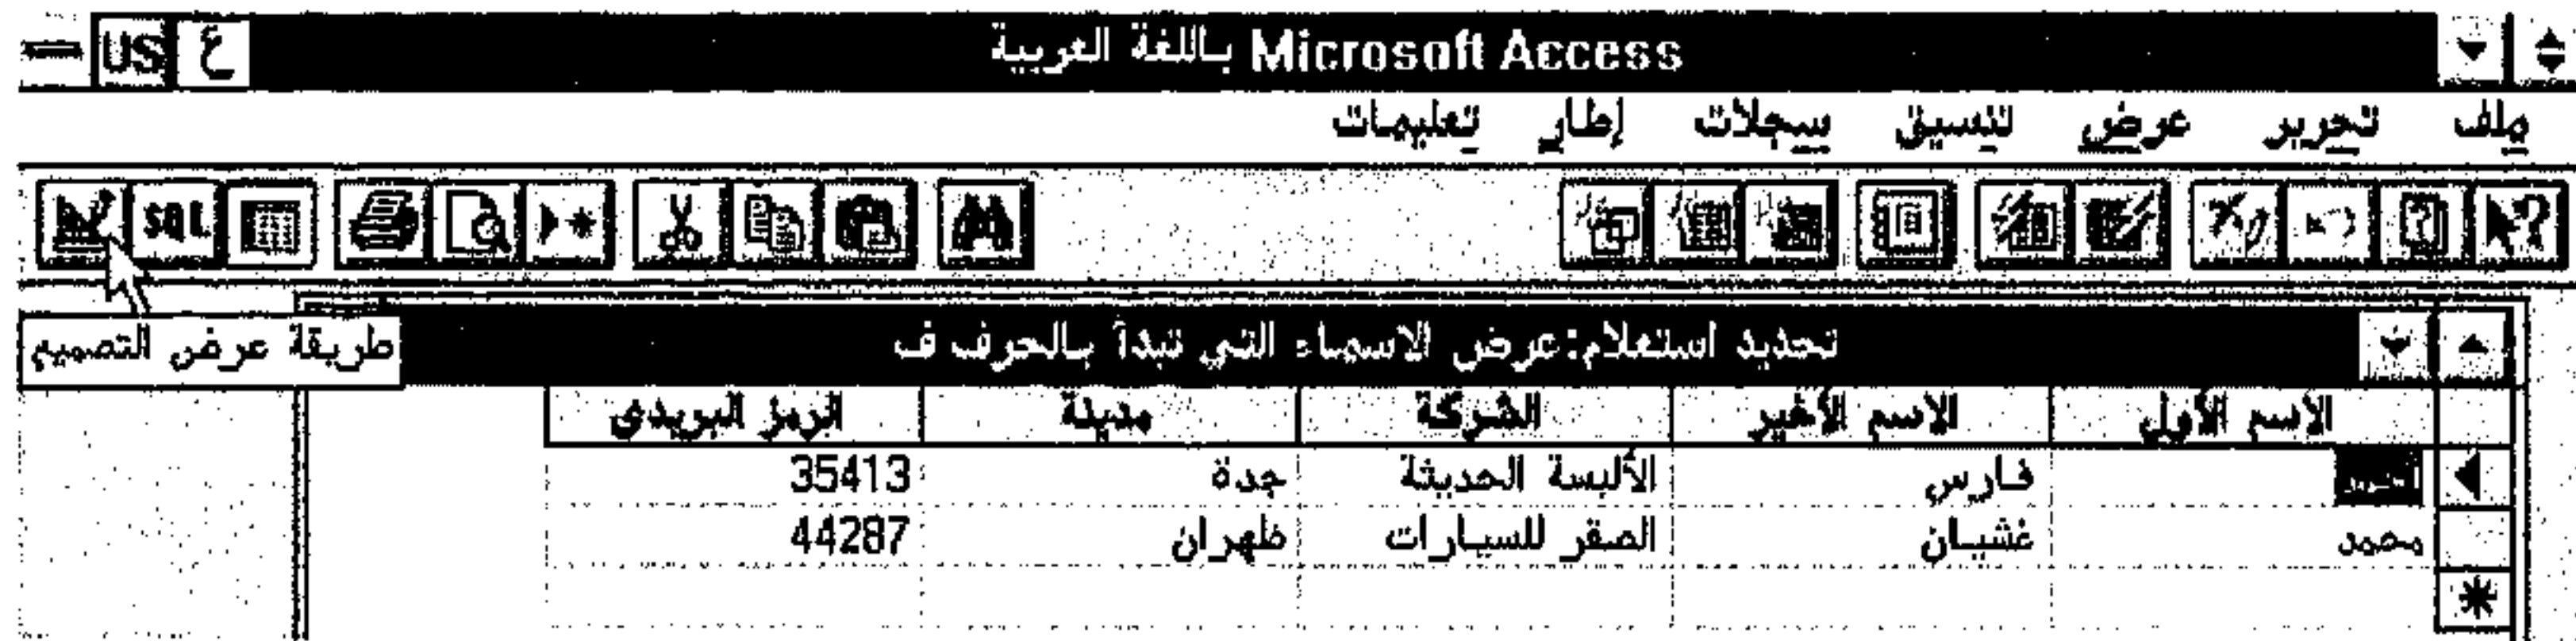 Microsoft Access باللغة العربية ع US
ملف تحرير عرض تنسيق سجلات إطار تعليمات
SQL
طريقة عرض التصميم
تحديد استعلام:عرض الاسماء التي تبدأ بالحرف ف
الاسم الأول الاسم الأخير الشركة مدينة الرمز البريدي
فارس الألبسة الحديثة جدة 35413
محمد غشيان الصقر للسيارات ظهران 44287